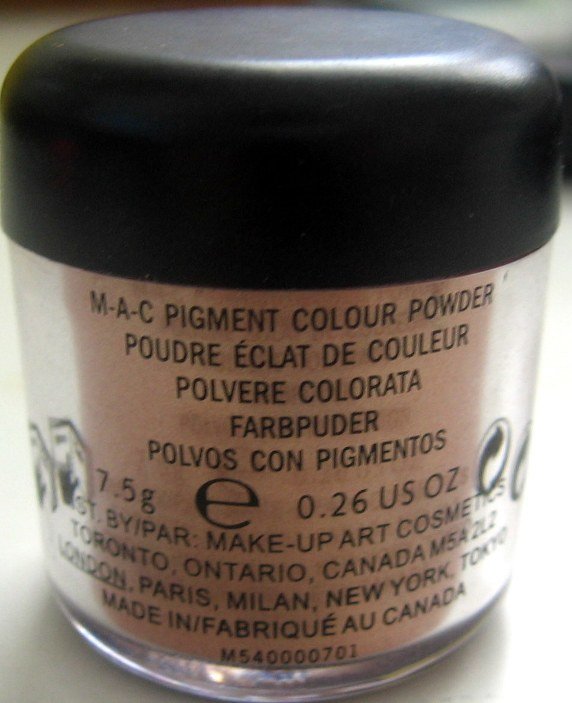 M·A·C PIGMENT COLOUR POWDER
POUDRE ÉCLAT DE COULEUR
POLVERE COLORATA
FARBPUDER
POLVOS CON PIGMENTOS
7.5g e 0.26 US OZ
ST. BY/PAR: MAKE-UP ART COSMETICS
TORONTO, ONTARIO, CANADA M5A 2L2
LONDON, PARIS, MILAN, NEW YORK, TOKYO
MADE IN/FABRIQUÉ AU CANADA
M540000701